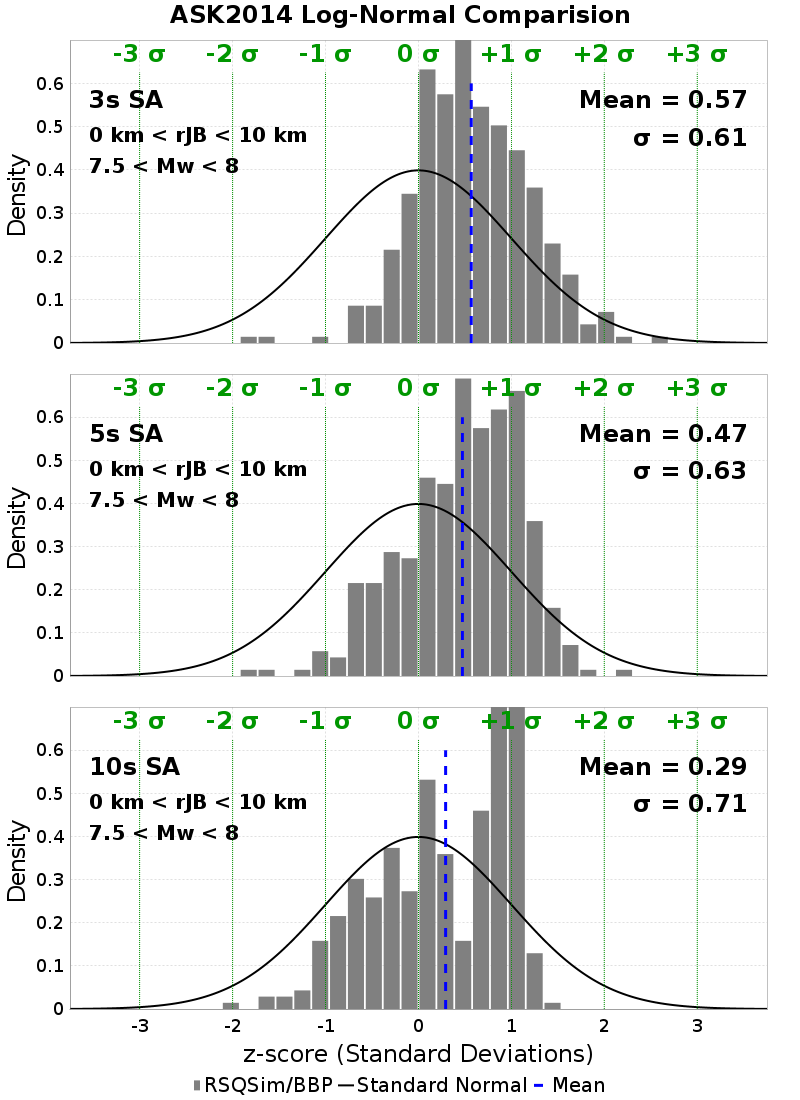 ASK2014 Log-Normal Comparision
-3 σ -2 σ -1 σ 0 σ +1 σ +2 σ +3 σ
0.6
3s SA Mean = 0.57
0.5
0 km < rJB < 10 km σ = 0.61
7.5 < Mw < 8
0.4
0.3
0.2
0.1
0
Density
-3 σ -2 σ -1 σ 0 σ +1 σ +2 σ +3 σ
0.6
5s SA Mean = 0.47
0.5
0 km < rJB < 10 km σ = 0.63
7.5 < Mw < 8
0.4
0.3
0.2
0.1
0
Density
-3 σ -2 σ -1 σ 0 σ +1 σ +2 σ +3 σ
0.6
10s SA Mean = 0.29
0.5
0 km < rJB < 10 km σ = 0.71
7.5 < Mw < 8
0.4
0.3
0.2
0.1
0
Density
-3 -2 -1 0 1 2 3
z-score (Standard Deviations)
RSQSim/BBP Standard Normal Mean